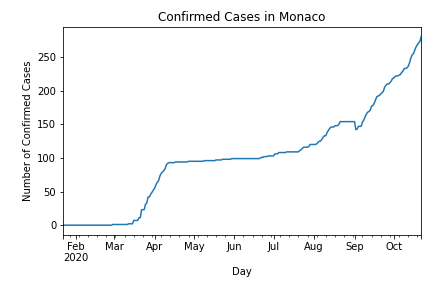 Confirmed Cases in Monaco
Number of Confirmed Cases
250
200
150
100
50
0
Feb Mar Apr May Jun Jul Aug Sep Oct
2020
Day